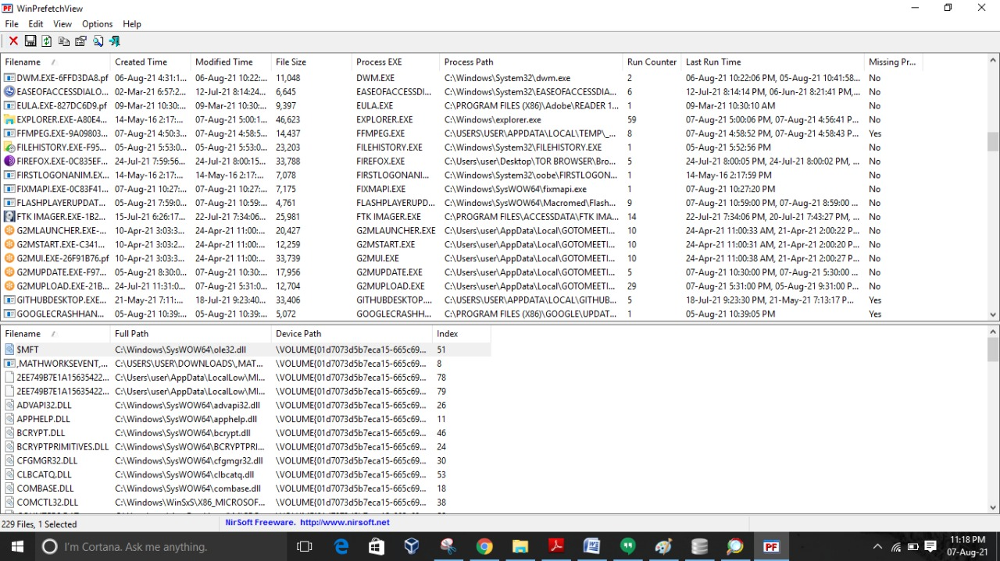 WinPrefetchView
File Edit View Options Help
Filename Created Time Modified Time File Size Process EXE Process Path Run Counter Last Run Time Missing Pr...
DWM.EXE-6FFD3DA8.pf 06-Aug-21 4:31:1... 06-Aug-21 10:22:... 11,048 DWM.EXE C:\Windows\System32\dwm.exe 2 06-Aug-21 10:22:06 PM, 05-Aug-21 10:41:58... No
EASEOFACCESSDIALO... 02-Mar-21 6:57:2... 12-Jul-21 8:14:24... 6,645 EASEOFACCESSDI... C:\Windows\System32\EASEOFACCESSDIA... 6 12-Jul-21 8:14:14 PM, 06-Jun-21 8:21:41 PM,... No
EULA.EXE-827DC6D9.pf 09-Mar-21 10:30:... 09-Mar-21 10:30:... 9,397 EULA.EXE C:\PROGRAM FILES (X86)\Adobe\READER 1... 1 09-Mar-21 10:30:10 AM No
EXPLORER.EXE-A80E4... 14-May-16 2:17:... 07-Aug-21 5:00:1... 46,623 EXPLORER.EXE C:\Windows\explorer.exe 59 07-Aug-21 5:00:06 PM, 07-Aug-21 4:56:41 P... No
FFMPEG.EXE-9A09803... 07-Aug-21 4:50:3... 07-Aug-21 4:58:5... 14,437 FFMPEG.EXE C:\USERS\USER\APPDATA\LOCAL\TEMP\_... 8 07-Aug-21 4:58:52 PM, 07-Aug-21 4:58:43 P... Yes
FILEHISTORY.EXE-F95... 05-Aug-21 5:53:0... 05-Aug-21 5:53:0... 23,203 FILEHISTORY.EXE C:\Windows\System32\FILEHISTORY.EXE 1 05-Aug-21 5:52:56 PM No
FIREFOX.EXE-0C835EF... 24-Jul-21 7:59:56... 24-Jul-21 8:00:15... 33,788 FIREFOX.EXE C:\Users\user\Desktop\TOR BROWSER\Bro... 5 24-Jul-21 8:00:05 PM, 24-Jul-21 8:00:02 PM, ... No
FIRSTLOGONANIM.EX... 14-May-16 2:17:... 14-May-16 2:17:... 7,078 FIRSTLOGONANI... C:\Windows\System32\oobe\FIRSTLOGON... 1 14-May-16 2:17:59 PM No
FIXMAPI.EXE-0C83F41... 07-Aug-21 10:27:... 07-Aug-21 10:27:... 7,175 FIXMAPI.EXE C:\Windows\SysWOW64\fixmapi.exe 1 07-Aug-21 10:27:20 PM No
FLASHPLAYERUPDAT... 05-Aug-21 7:59:0... 07-Aug-21 10:59:... 4,761 FLASHPLAYERUPD... C:\Windows\SysWOW64\Macromed\Flash... 9 07-Aug-21 10:59:00 PM, 07-Aug-21 8:59:00 ... No
FTK IMAGER.EXE-1B2... 15-Jul-21 6:26:17... 22-Jul-21 7:34:06... 25,981 FTK IMAGER.EXE C:\PROGRAM FILES\ACCESSDATA\FTK IMA... 14 22-Jul-21 7:34:06 PM, 20-Jul-21 7:43:27 PM, ... No
G2MLAUNCHER.EXE-... 10-Apr-21 3:03:3... 24-Apr-21 11:00:... 20,427 G2MLAUNCHER.EXE C:\Users\user\AppData\Local\GOTOMEETI... 10 24-Apr-21 11:00:33 AM, 21-Apr-21 2:00:22 P... No
G2MSTART.EXE-C341... 10-Apr-21 3:03:2... 24-Apr-21 11:00:... 12,259 G2MSTART.EXE C:\Users\user\AppData\Local\GOTOMEETI... 10 24-Apr-21 11:00:31 AM, 21-Apr-21 2:00:20 P... No
G2MUI.EXE-26F91B76.pf 10-Apr-21 3:03:2... 24-Apr-21 11:00:... 33,739 G2MUI.EXE C:\Users\user\AppData\Local\GOTOMEETI... 10 24-Apr-21 11:00:38 AM, 21-Apr-21 2:00:27 P... No
G2MUPDATE.EXE-F97... 05-Aug-21 8:30:0... 07-Aug-21 10:30:... 17,956 G2MUPDATE.EXE C:\Users\user\AppData\Local\GOTOMEETI... 5 07-Aug-21 10:30:00 PM, 07-Aug-21 5:30:00 ... No
G2MUPLOAD.EXE-21B... 24-Jul-21 11:31:0... 07-Aug-21 5:31:0... 12,704 G2MUPLOAD.EXE C:\Users\user\AppData\Local\GOTOMEETI... 29 07-Aug-21 5:31:00 PM, 05-Aug-21 9:31:00 P... No
GITHUBDESKTOP.EXE... 21-May-21 7:11:... 18-Jul-21 9:23:40... 33,406 GITHUBDESKTOP.... C:\USERS\USER\APPDATA\LOCAL\GITHUB... 5 18-Jul-21 9:23:30 PM, 21-May-21 7:13:17 P... Yes
GOOGLECRASHHAN... 05-Aug-21 10:39:... 05-Aug-21 10:39:... 5,072 GOOGLECRASHH... C:\PROGRAM FILES (X86)\GOOGLE\UPDAT... 1 05-Aug-21 10:39:05 PM Yes
Filename Full Path Device Path Index
$MFT C:\Windows\SysWOW64\ole32.dll \VOLUME{01d7073d5b7eca15-665c69... 51
,MATHWORKSEVENT,... C:\USERS\USER\DOWNLOADS\,MAT... \VOLUME{01d7073d5b7eca15-665c69... 8
2EE749B7E1A15635422... C:\Users\user\AppData\LocalLow\MI... \VOLUME{01d7073d5b7eca15-665c69... 78
2EE749B7E1A15635422... C:\Users\user\AppData\LocalLow\MI... \VOLUME{01d7073d5b7eca15-665c69... 79
ADVAPI32.DLL C:\Windows\SysWOW64\advapi32.dll \VOLUME{01d7073d5b7eca15-665c69... 26
APPHELP.DLL C:\Windows\SysWOW64\apphelp.dll \VOLUME{01d7073d5b7eca15-665c69... 11
BCRYPT.DLL C:\Windows\SysWOW64\bcrypt.dll \VOLUME{01d7073d5b7eca15-665c69... 46
BCRYPTPRIMITIVES.DLL C:\Windows\SysWOW64\BCRYPTPRI... \VOLUME{01d7073d5b7eca15-665c69... 24
CFGMGR32.DLL C:\Windows\SysWOW64\cfgmgr32.dll \VOLUME{01d7073d5b7eca15-665c69... 30
CLBCATQ.DLL C:\Windows\SysWOW64\clbcatq.dll \VOLUME{01d7073d5b7eca15-665c69... 53
COMBASE.DLL C:\Windows\SysWOW64\combase.dll \VOLUME{01d7073d5b7eca15-665c69... 18
COMCTL32.DLL C:\Windows\WinSxS\X86_MICROSOF... \VOLUME{01d7073d5b7eca15-665c69... 38
229 Files, 1 Selected NirSoft Freeware. http://www.nirsoft.net
I'm Cortana. Ask me anything.
11:18 PM
07-Aug-21